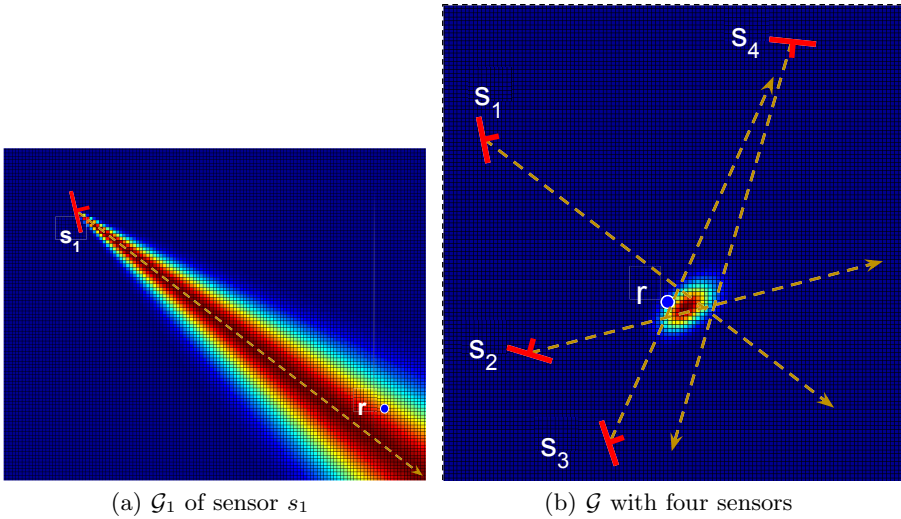 s₁
r
(a) 𝒢₁ of sensor s₁
s₄
s₁
r
s₂
s₃
(b) 𝒢 with four sensors